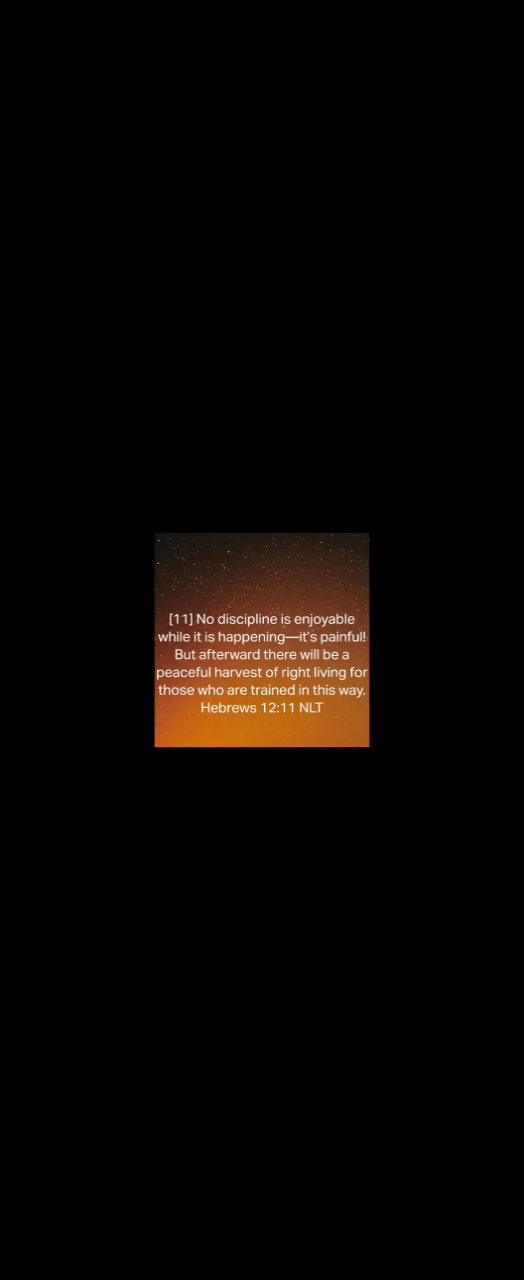 [11] No discipline is enjoyable
while it is happening—it's painful!
But afterward there will be a
peaceful harvest of right living for
those who are trained in this way.
Hebrews 12:11 NLT